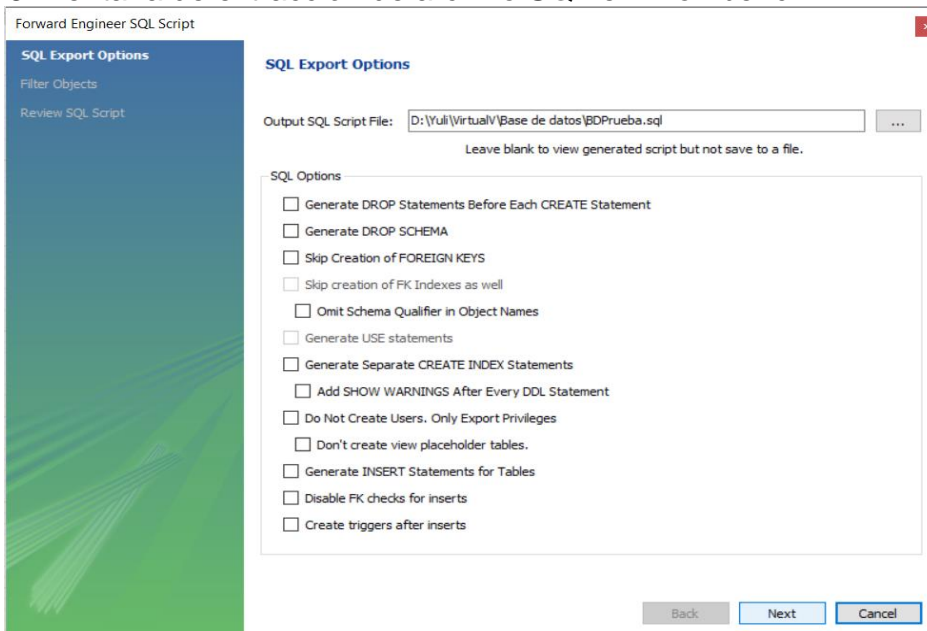 Forward Engineer SQL Script
SQL Export Options
Filter Objects
Review SQL Script
SQL Export Options
Output SQL Script File: D:\Yuli\VirtualV\Base de datos\BDPrueba.sql ...
Leave blank to view generated script but not save to a file.
SQL Options
Generate DROP Statements Before Each CREATE Statement
Generate DROP SCHEMA
Skip Creation of FOREIGN KEYS
Skip creation of FK Indexes as well
Omit Schema Qualifier in Object Names
Generate USE statements
Generate Separate CREATE INDEX Statements
Add SHOW WARNINGS After Every DDL Statement
Do Not Create Users. Only Export Privileges
Don't create view placeholder tables.
Generate INSERT Statements for Tables
Disable FK checks for inserts
Create triggers after inserts
Back Next Cancel